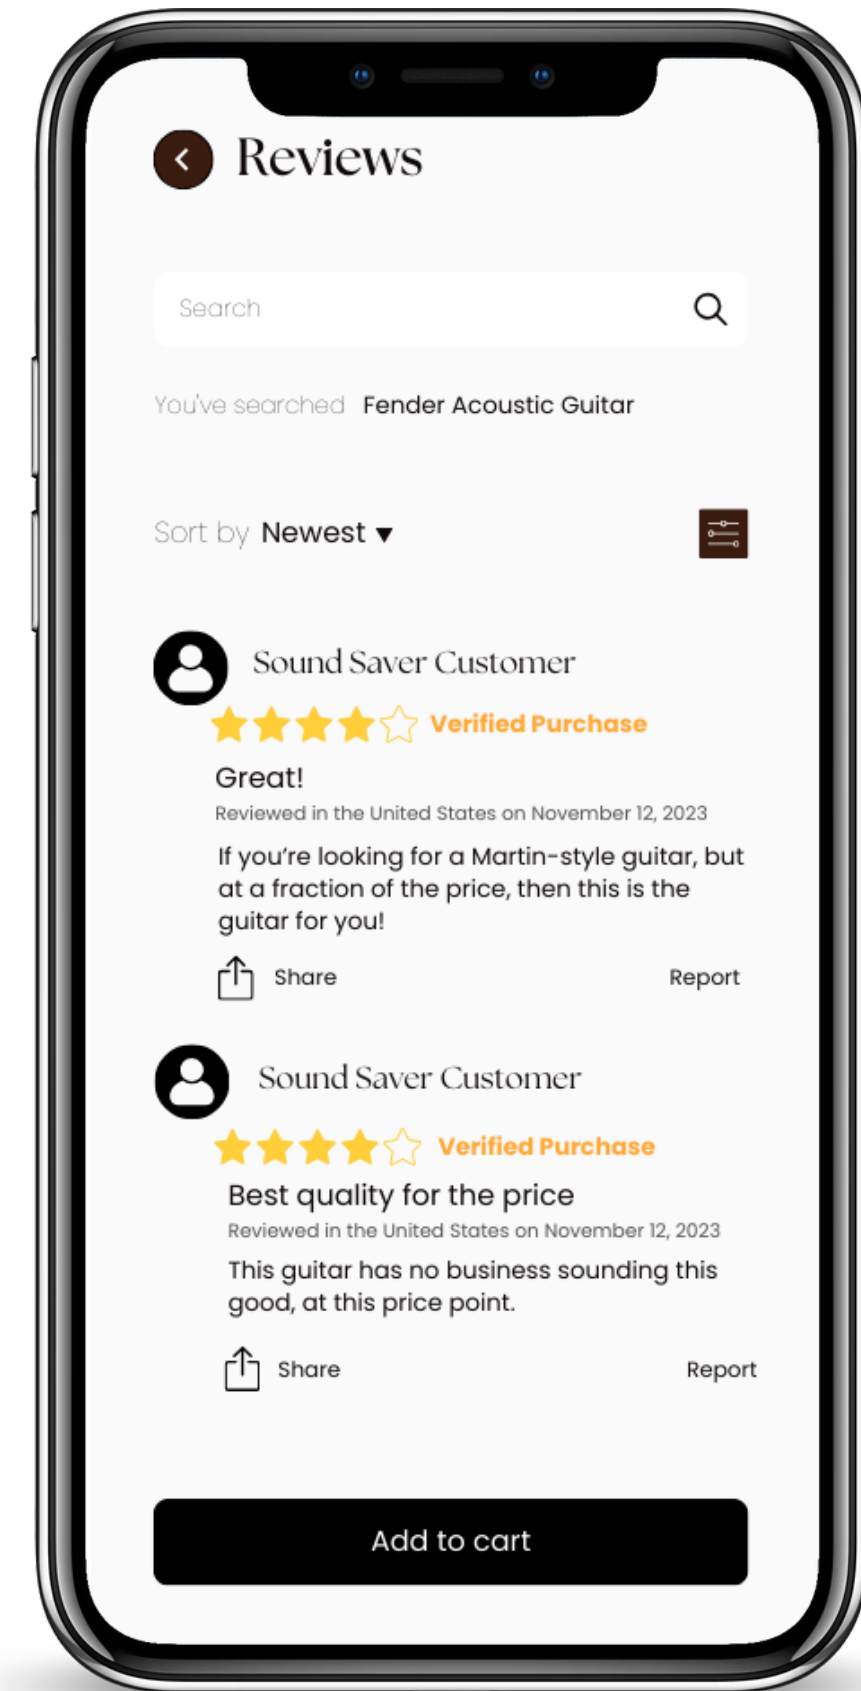 Reviews
Search
You've searched Fender Acoustic Guitar
Sort by Newest
Sound Saver Customer
Verified Purchase
Great!
Reviewed in the United States on November 12, 2023
If you’re looking for a Martin-style guitar, but
at a fraction of the price, then this is the
guitar for you!
Share Report
Sound Saver Customer
Verified Purchase
Best quality for the price
Reviewed in the United States on November 12, 2023
This guitar has no business sounding this
good, at this price point.
Share Report
Add to cart